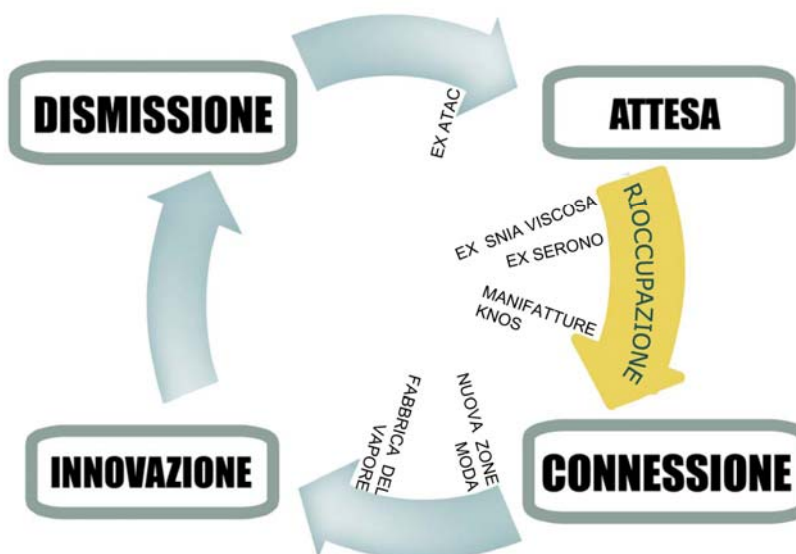 DISMISSIONE
ATTESA
EX ATAC
RIOCCUPAZIONE
EX SNIA VISCOSA
EX SERONO
MANIFATTURE
KNOS
NUOVA ZONE
MODA
FABBRICA DEL
VAPORE
INNOVAZIONE
CONNESSIONE